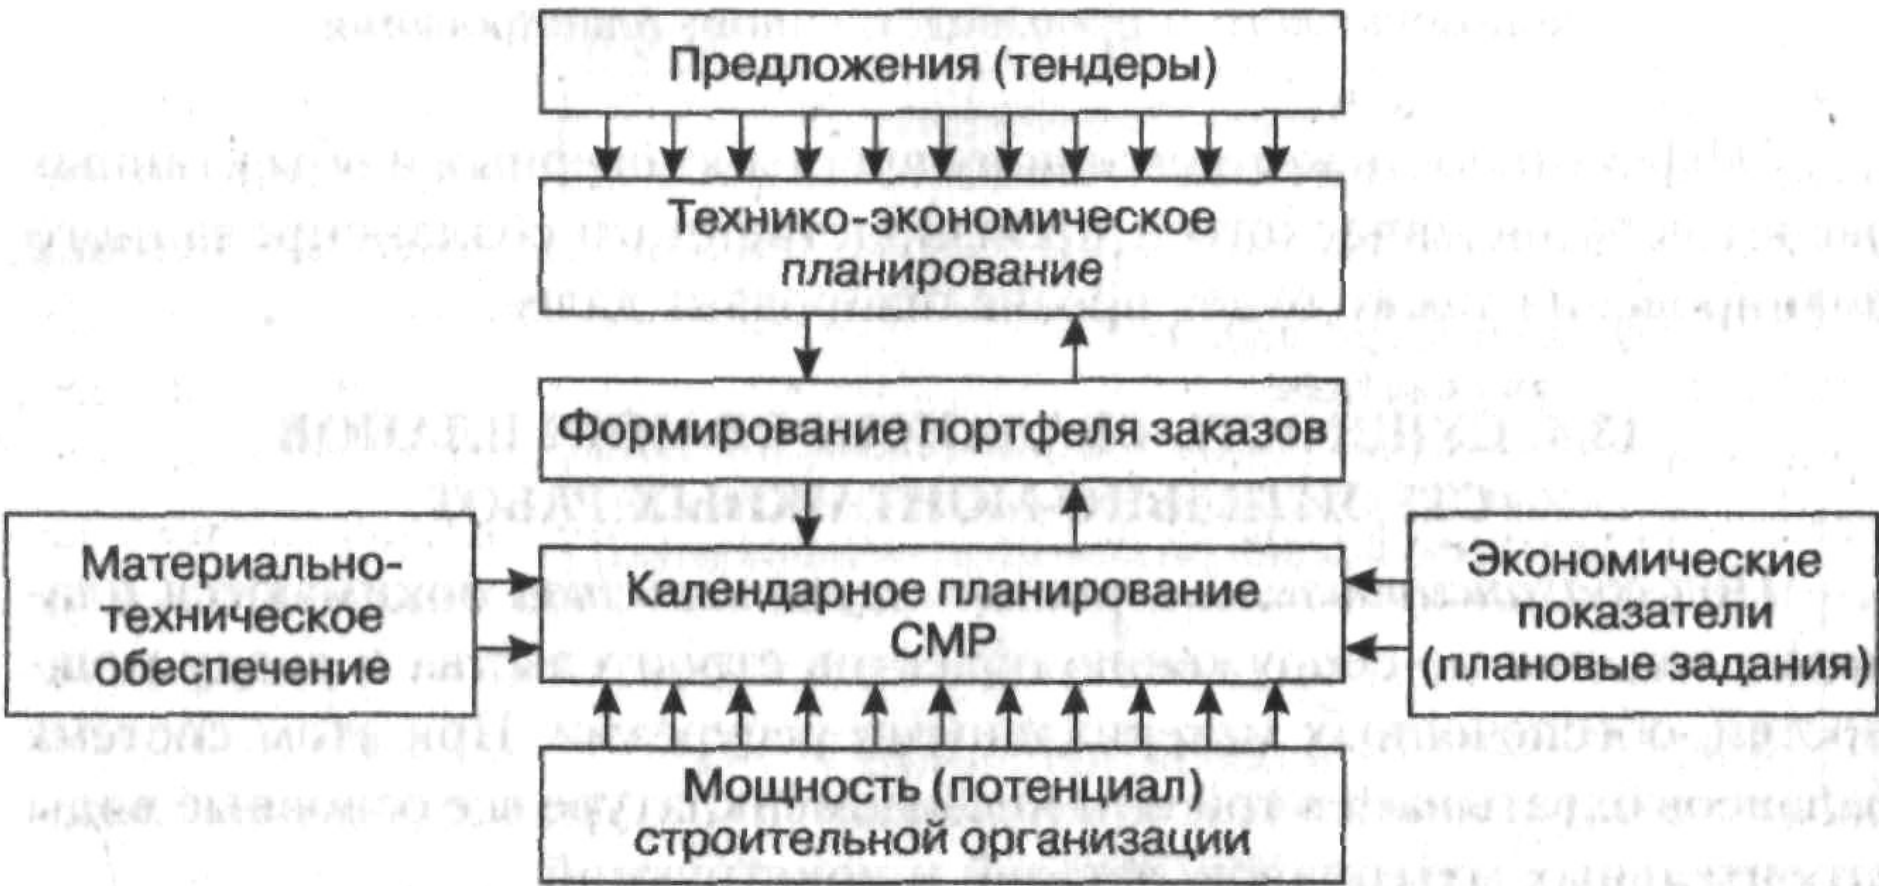 Предложения (тендеры)
Технико-экономическое
планирование
Формирование портфеля заказов
Материально-
техническое
обеспечение
Календарное планирование
СМР
Экономические
показатели
(плановые задания)
Мощность (потенциал)
строительной организации